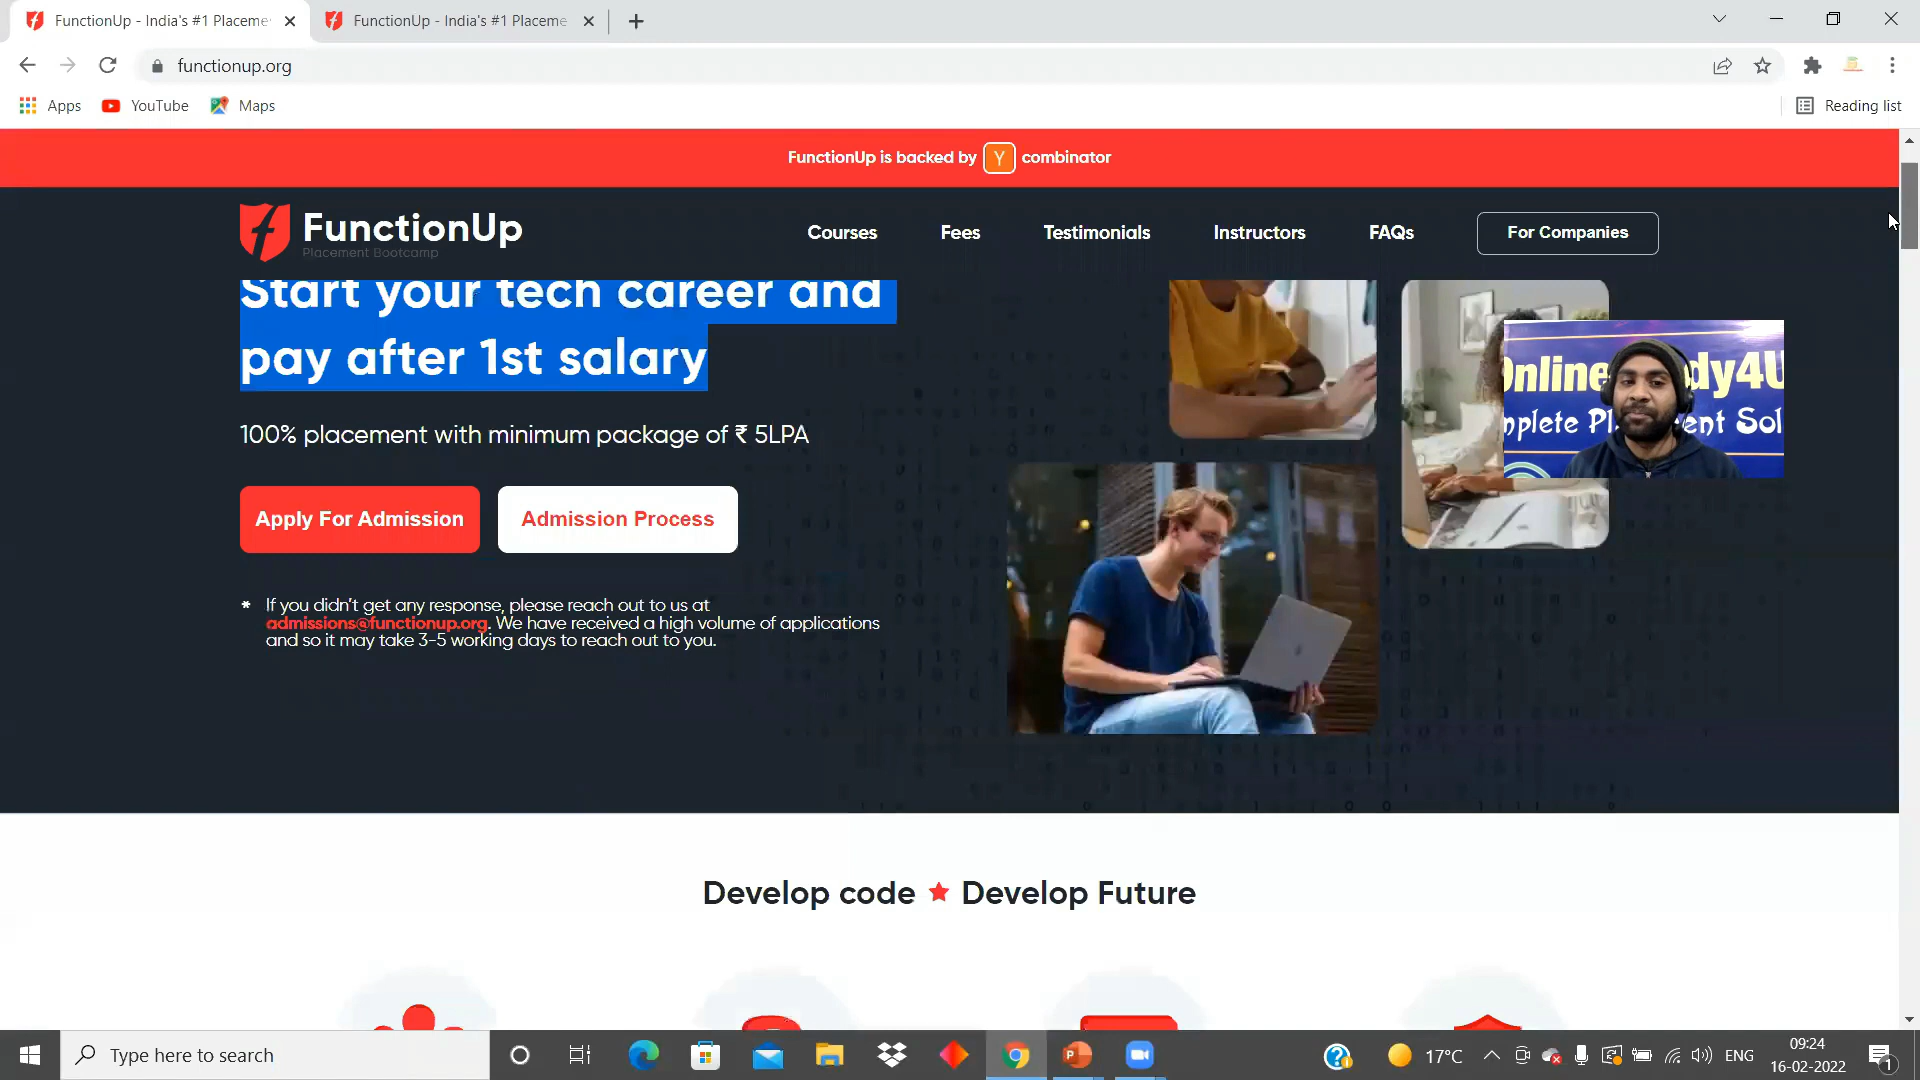 FunctionUp - India's #1 Placeme
FunctionUp - India's #1 Placeme
functionup.org
Apps
YouTube
Maps
Reading list
FunctionUp is backed by Y combinator
FunctionUp
Placement Bootcamp
Courses
Fees
Testimonials
Instructors
FAQs
For Companies
Start your tech career and
pay after 1st salary
100% placement with minimum package of ₹ 5LPA
Apply For Admission
Admission Process
* If you didn't get any response, please reach out to us at
admissions@functionup.org. We have received a high volume of applications
and so it may take 3-5 working days to reach out to you.
Develop code ★ Develop Future
Type here to search
17°C
ENG
09:24
16-02-2022
1